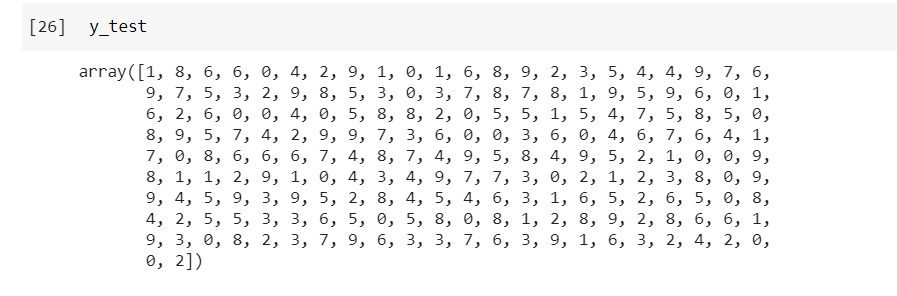 [26] y_test
array([1, 8, 6, 6, 0, 4, 2, 9, 1, 0, 1, 6, 8, 9, 2, 3, 5, 4, 4, 9, 7, 6,
9, 7, 5, 3, 2, 9, 8, 5, 3, 0, 3, 7, 8, 7, 8, 1, 9, 5, 9, 6, 0, 1,
6, 2, 6, 0, 0, 4, 0, 5, 8, 8, 2, 0, 5, 5, 1, 5, 4, 7, 5, 8, 5, 0,
8, 9, 5, 7, 4, 2, 9, 9, 7, 3, 6, 0, 0, 3, 6, 0, 4, 6, 7, 6, 4, 1,
7, 0, 8, 6, 6, 6, 7, 4, 8, 7, 4, 9, 5, 8, 4, 9, 5, 2, 1, 0, 0, 9,
8, 1, 1, 2, 9, 1, 0, 4, 3, 4, 9, 7, 7, 3, 0, 2, 1, 2, 3, 8, 0, 9,
9, 4, 5, 9, 3, 9, 5, 2, 8, 4, 5, 4, 6, 3, 1, 6, 5, 2, 6, 5, 0, 8,
4, 2, 5, 5, 3, 3, 6, 5, 0, 5, 8, 0, 8, 1, 2, 8, 9, 2, 8, 6, 6, 1,
9, 3, 0, 8, 2, 3, 7, 9, 6, 3, 3, 7, 6, 3, 9, 1, 6, 3, 2, 4, 2, 0,
0, 2])